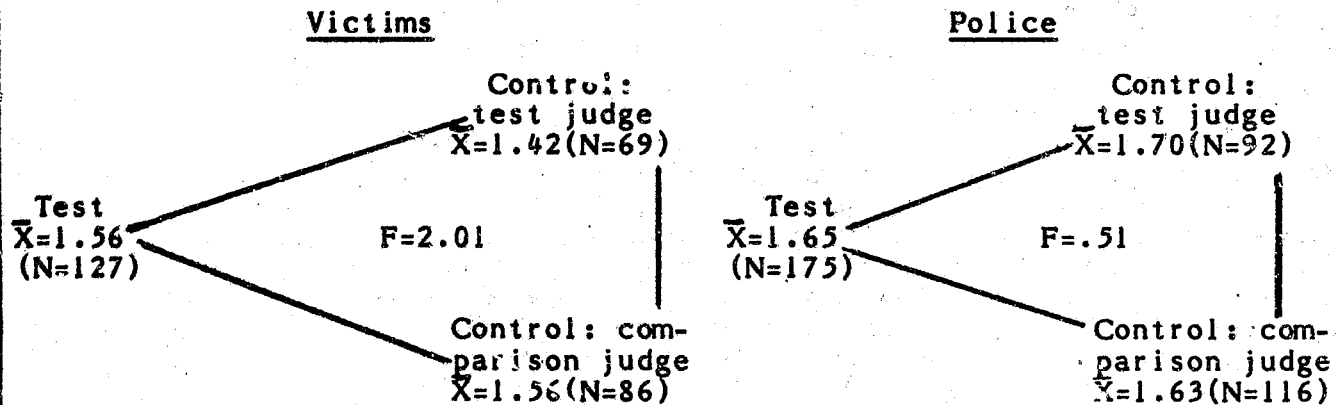 Victims
Control:
test judge
X̄=1.42(N=69)
Test
X̄=1.56
(N=127)
F=2.01
Control: com-
parison judge
X̄=1.56(N=86)
Police
Control:
test judge
X̄=1.70(N=92)
Test
X̄=1.65
(N=175)
F=.51
Control: com-
parison judge
X̄=1.63(N=116)